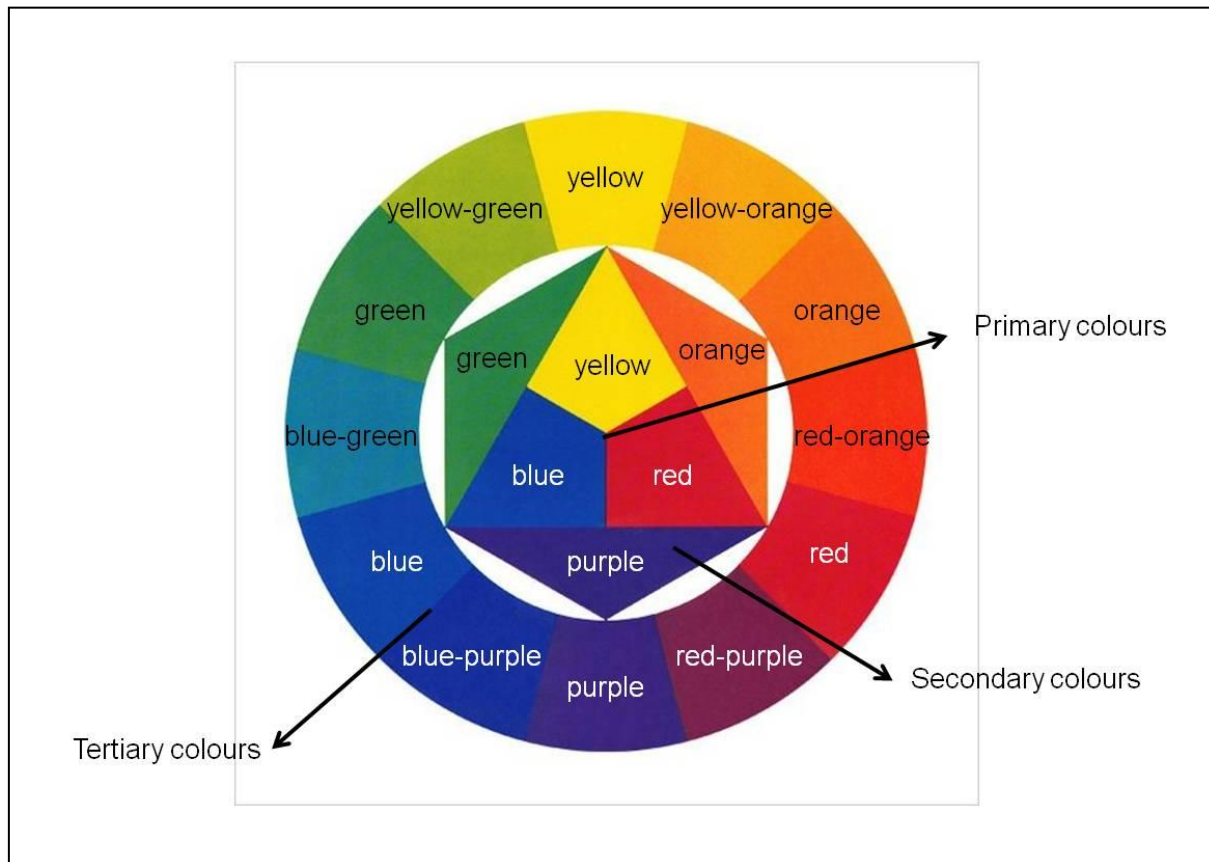 yellow
yellow-green
yellow-orange
green
orange
Primary colours
green
yellow
orange
blue-green
red-orange
blue
red
blue
purple
red
blue-purple
red-purple
purple
Secondary colours
Tertiary colours